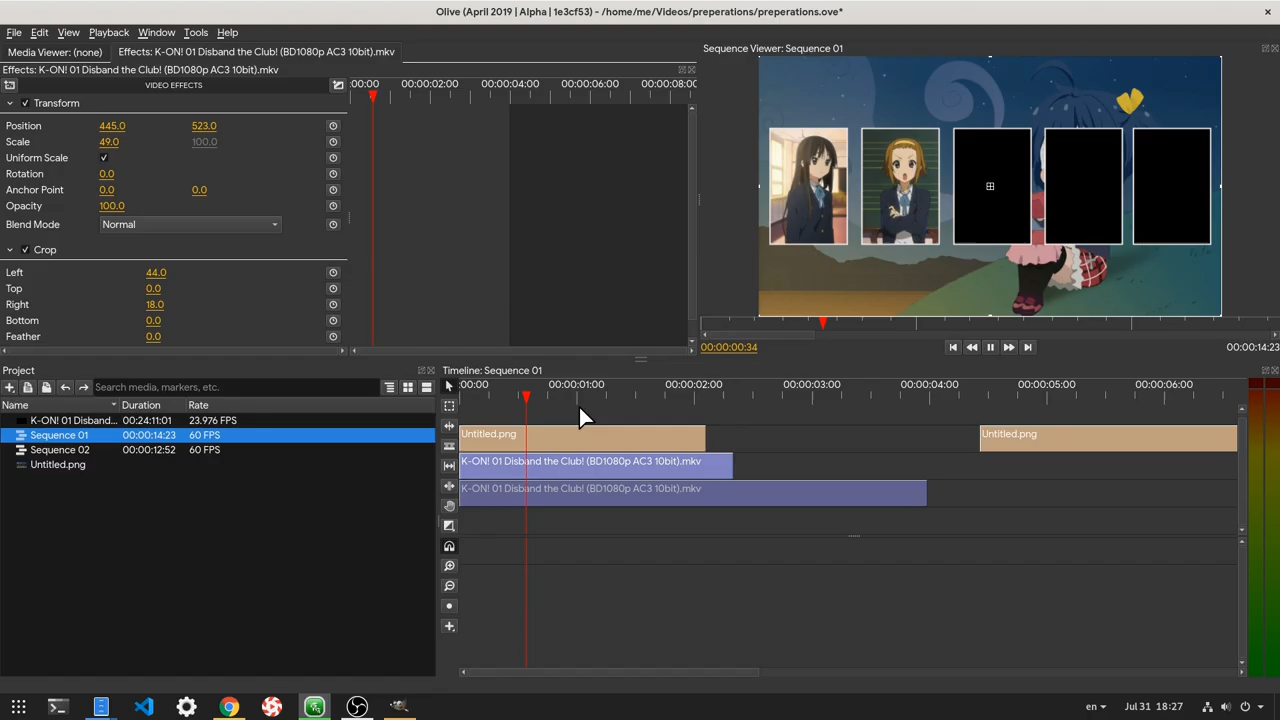 Olive (April 2019 | Alpha | 1e3cf53) - /home/me/Videos/preperations/preperations.ove*
File Edit View Playback Window Tools Help
Media Viewer: (none) Effects: K-ON! 01 Disband the Club! (BD1080p AC3 10bit).mkv
Effects: K-ON! 01 Disband the Club! (BD1080p AC3 10bit).mkv
VIDEO EFFECTS
:00:00 00:00:02:00 00:00:04:00 00:00:06:00 00:00:08:00
Transform
Position 445.0 523.0
Scale 49.0 100.0
Uniform Scale
Rotation 0.0
Anchor Point 0.0 0.0
Opacity 100.0
Blend Mode Normal
Crop
Left 44.0
Top 0.0
Right 18.0
Bottom 0.0
Feather 0.0
Sequence Viewer: Sequence 01
00:00:00:34 00:00:14:23
Project
Search media, markers, etc.
Name Duration Rate
K-ON! 01 Disband... 00:24:11:01 23.976 FPS
Sequence 01 00:00:14:23 60 FPS
Sequence 02 00:00:12:52 60 FPS
Untitled.png
Timeline: Sequence 01
:00:00 00:00:01:00 00:00:02:00 00:00:03:00 00:00:04:00 00:00:05:00 00:00:06:00
Untitled.png Untitled.png
K-ON! 01 Disband the Club! (BD1080p AC3 10bit).mkv
K-ON! 01 Disband the Club! (BD1080p AC3 10bit).mkv
en Jul 31 18:27